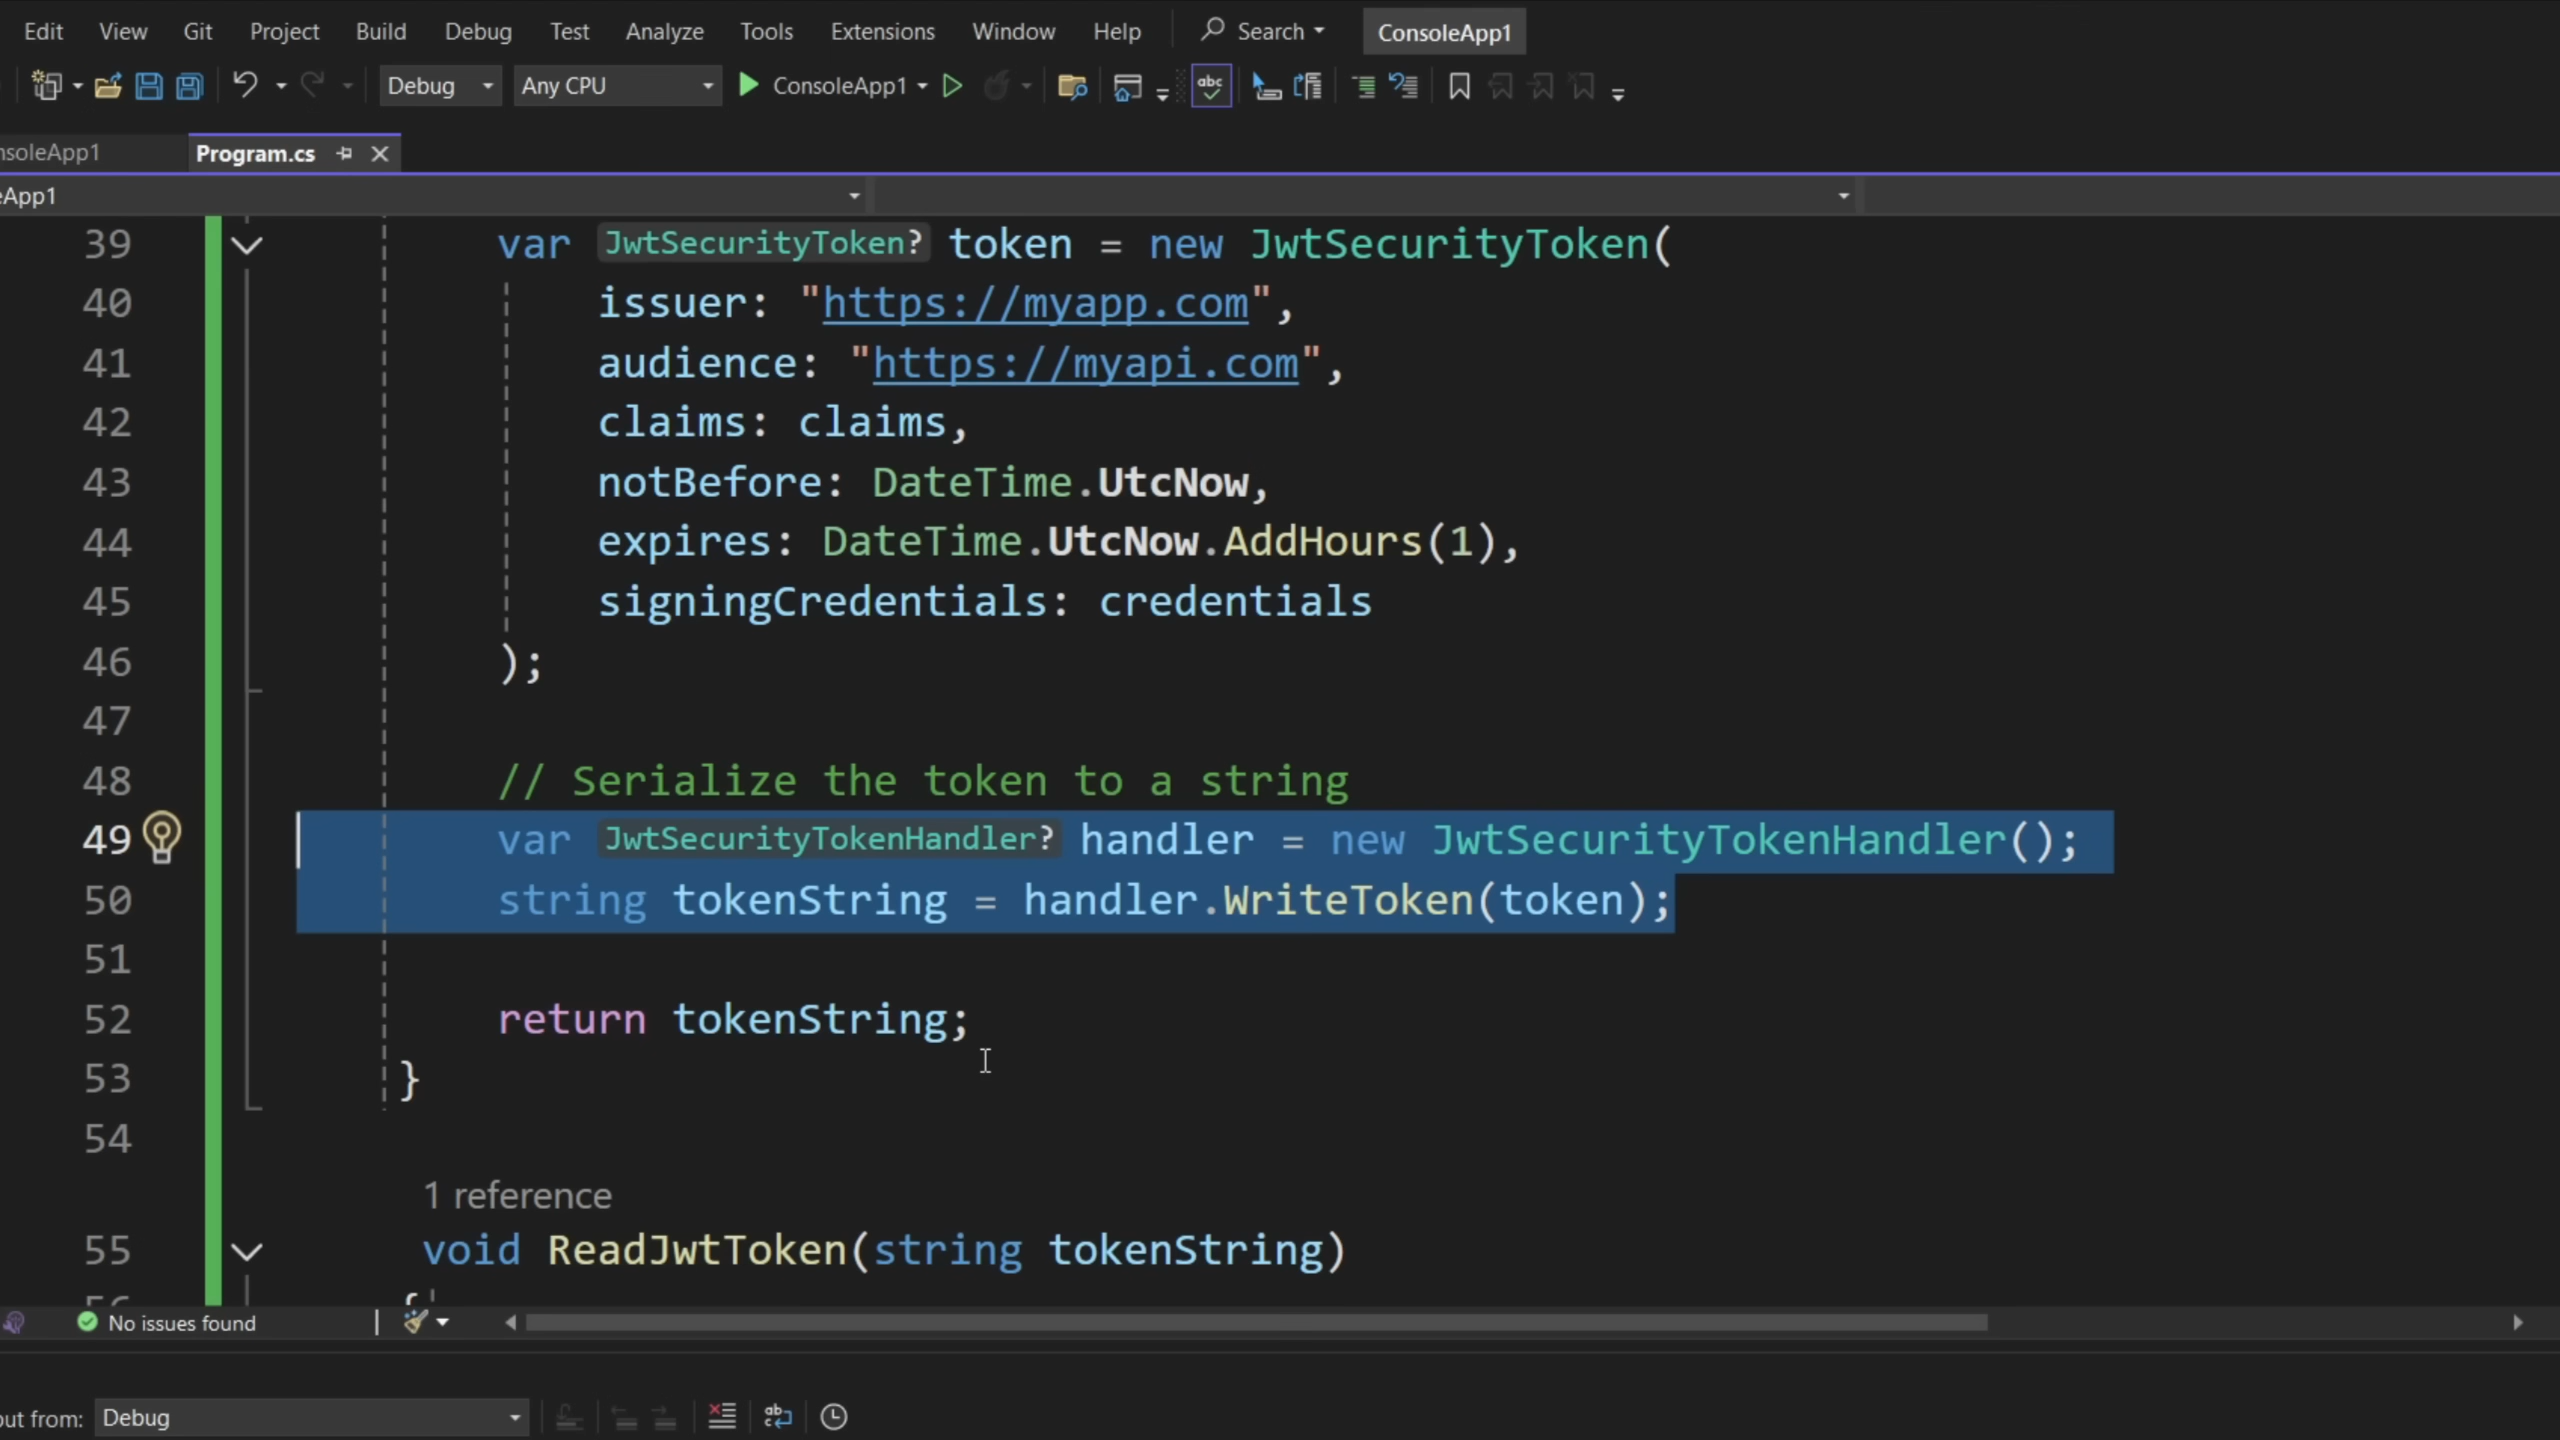 Edit View Git Project Build Debug Test Analyze Tools Extensions Window Help Search ConsoleApp1
Debug Any CPU ConsoleApp1
nsoleApp1 Program.cs
eApp1
39 var JwtSecurityToken? token = new JwtSecurityToken(
40 issuer: "https://myapp.com",
41 audience: "https://myapi.com",
42 claims: claims,
43 notBefore: DateTime.UtcNow,
44 expires: DateTime.UtcNow.AddHours(1),
45 signingCredentials: credentials
46 );
47
48 // Serialize the token to a string
49 var JwtSecurityTokenHandler? handler = new JwtSecurityTokenHandler();
50 string tokenString = handler.WriteToken(token);
51
52 return tokenString;
53 }
54
1 reference
55 void ReadJwtToken(string tokenString)
56 {
No issues found
out from: Debug